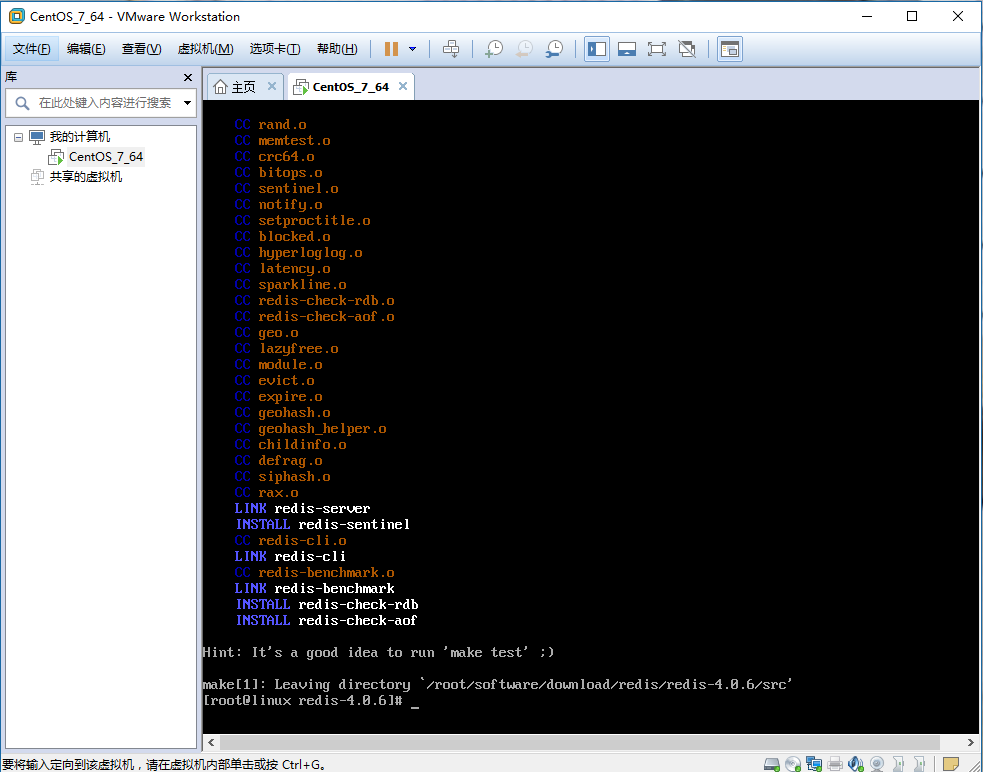 CentOS_7_64 - VMware Workstation
文件(F) 编辑(E) 查看(V) 虚拟机(M) 选项卡(T) 帮助(H)
库
在此处键入内容进行搜索
我的计算机
CentOS_7_64
共享的虚拟机
主页 CentOS_7_64
CC rand.o
CC memtest.o
CC crc64.o
CC bitops.o
CC sentinel.o
CC notify.o
CC setproctitle.o
CC blocked.o
CC hyperloglog.o
CC latency.o
CC sparkline.o
CC redis-check-rdb.o
CC redis-check-aof.o
CC geo.o
CC lazyfree.o
CC module.o
CC evict.o
CC expire.o
CC geohash.o
CC geohash_helper.o
CC childinfo.o
CC defrag.o
CC siphash.o
CC rax.o
LINK redis-server
INSTALL redis-sentinel
CC redis-cli.o
LINK redis-cli
CC redis-benchmark.o
LINK redis-benchmark
INSTALL redis-check-rdb
INSTALL redis-check-aof
Hint: It's a good idea to run 'make test' ;)
make[1]: Leaving directory `/root/software/download/redis/redis-4.0.6/src'
[root@linux redis-4.0.6]# _
要将输入定向到该虚拟机，请在虚拟机内部单击或按 Ctrl+G。